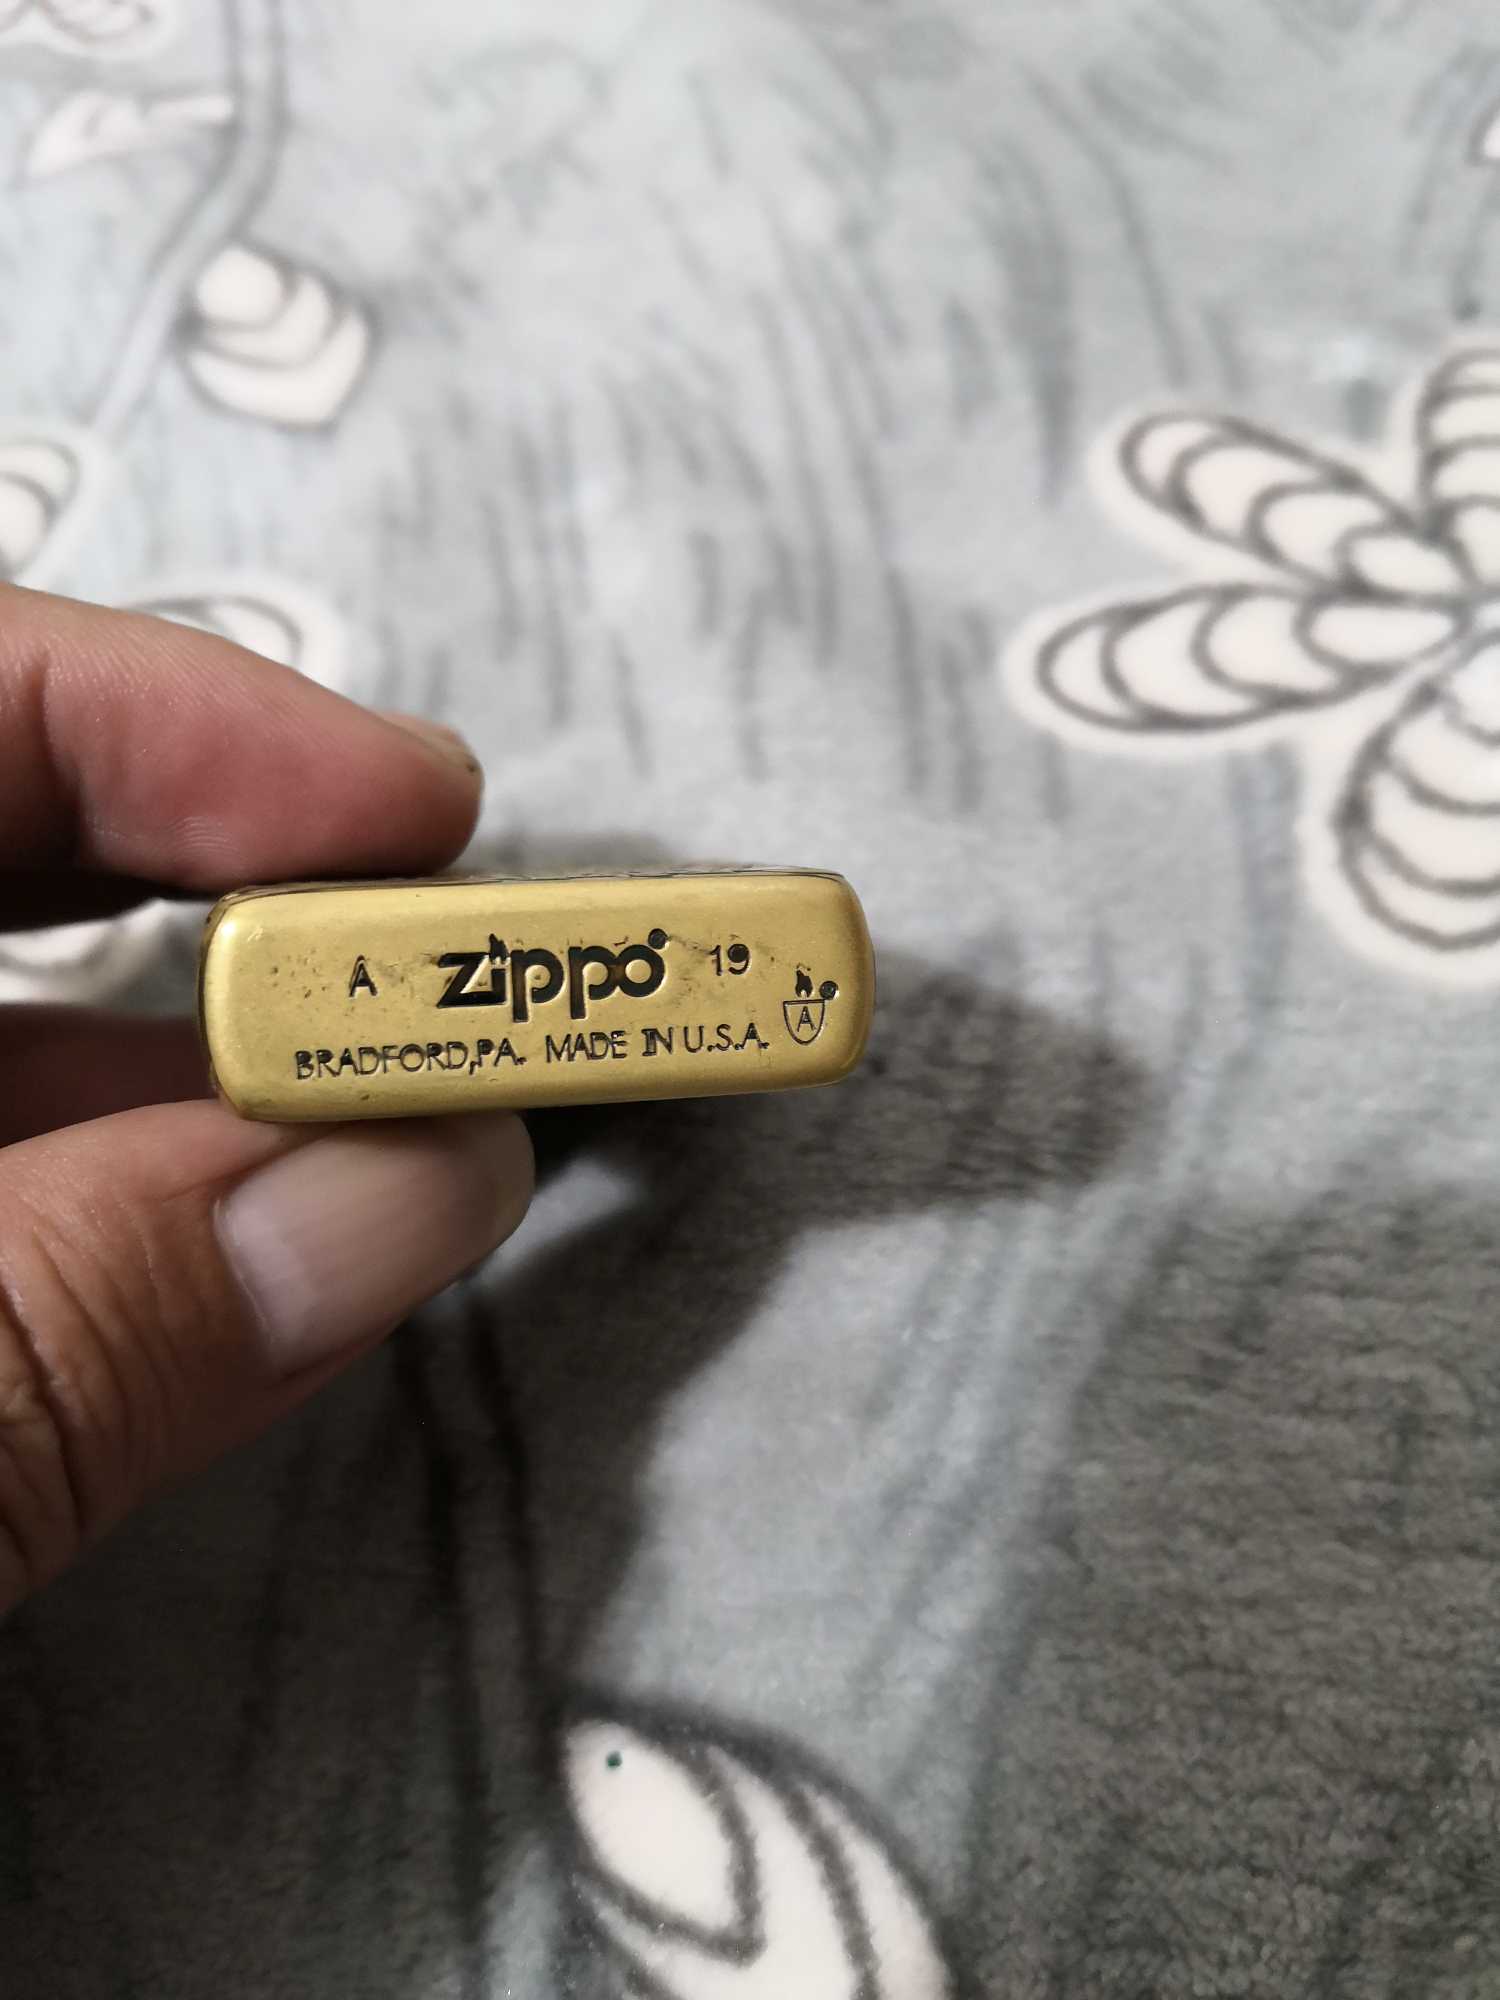 A zippo 19
BRADFORD,PA. MADE IN U.S.A. A